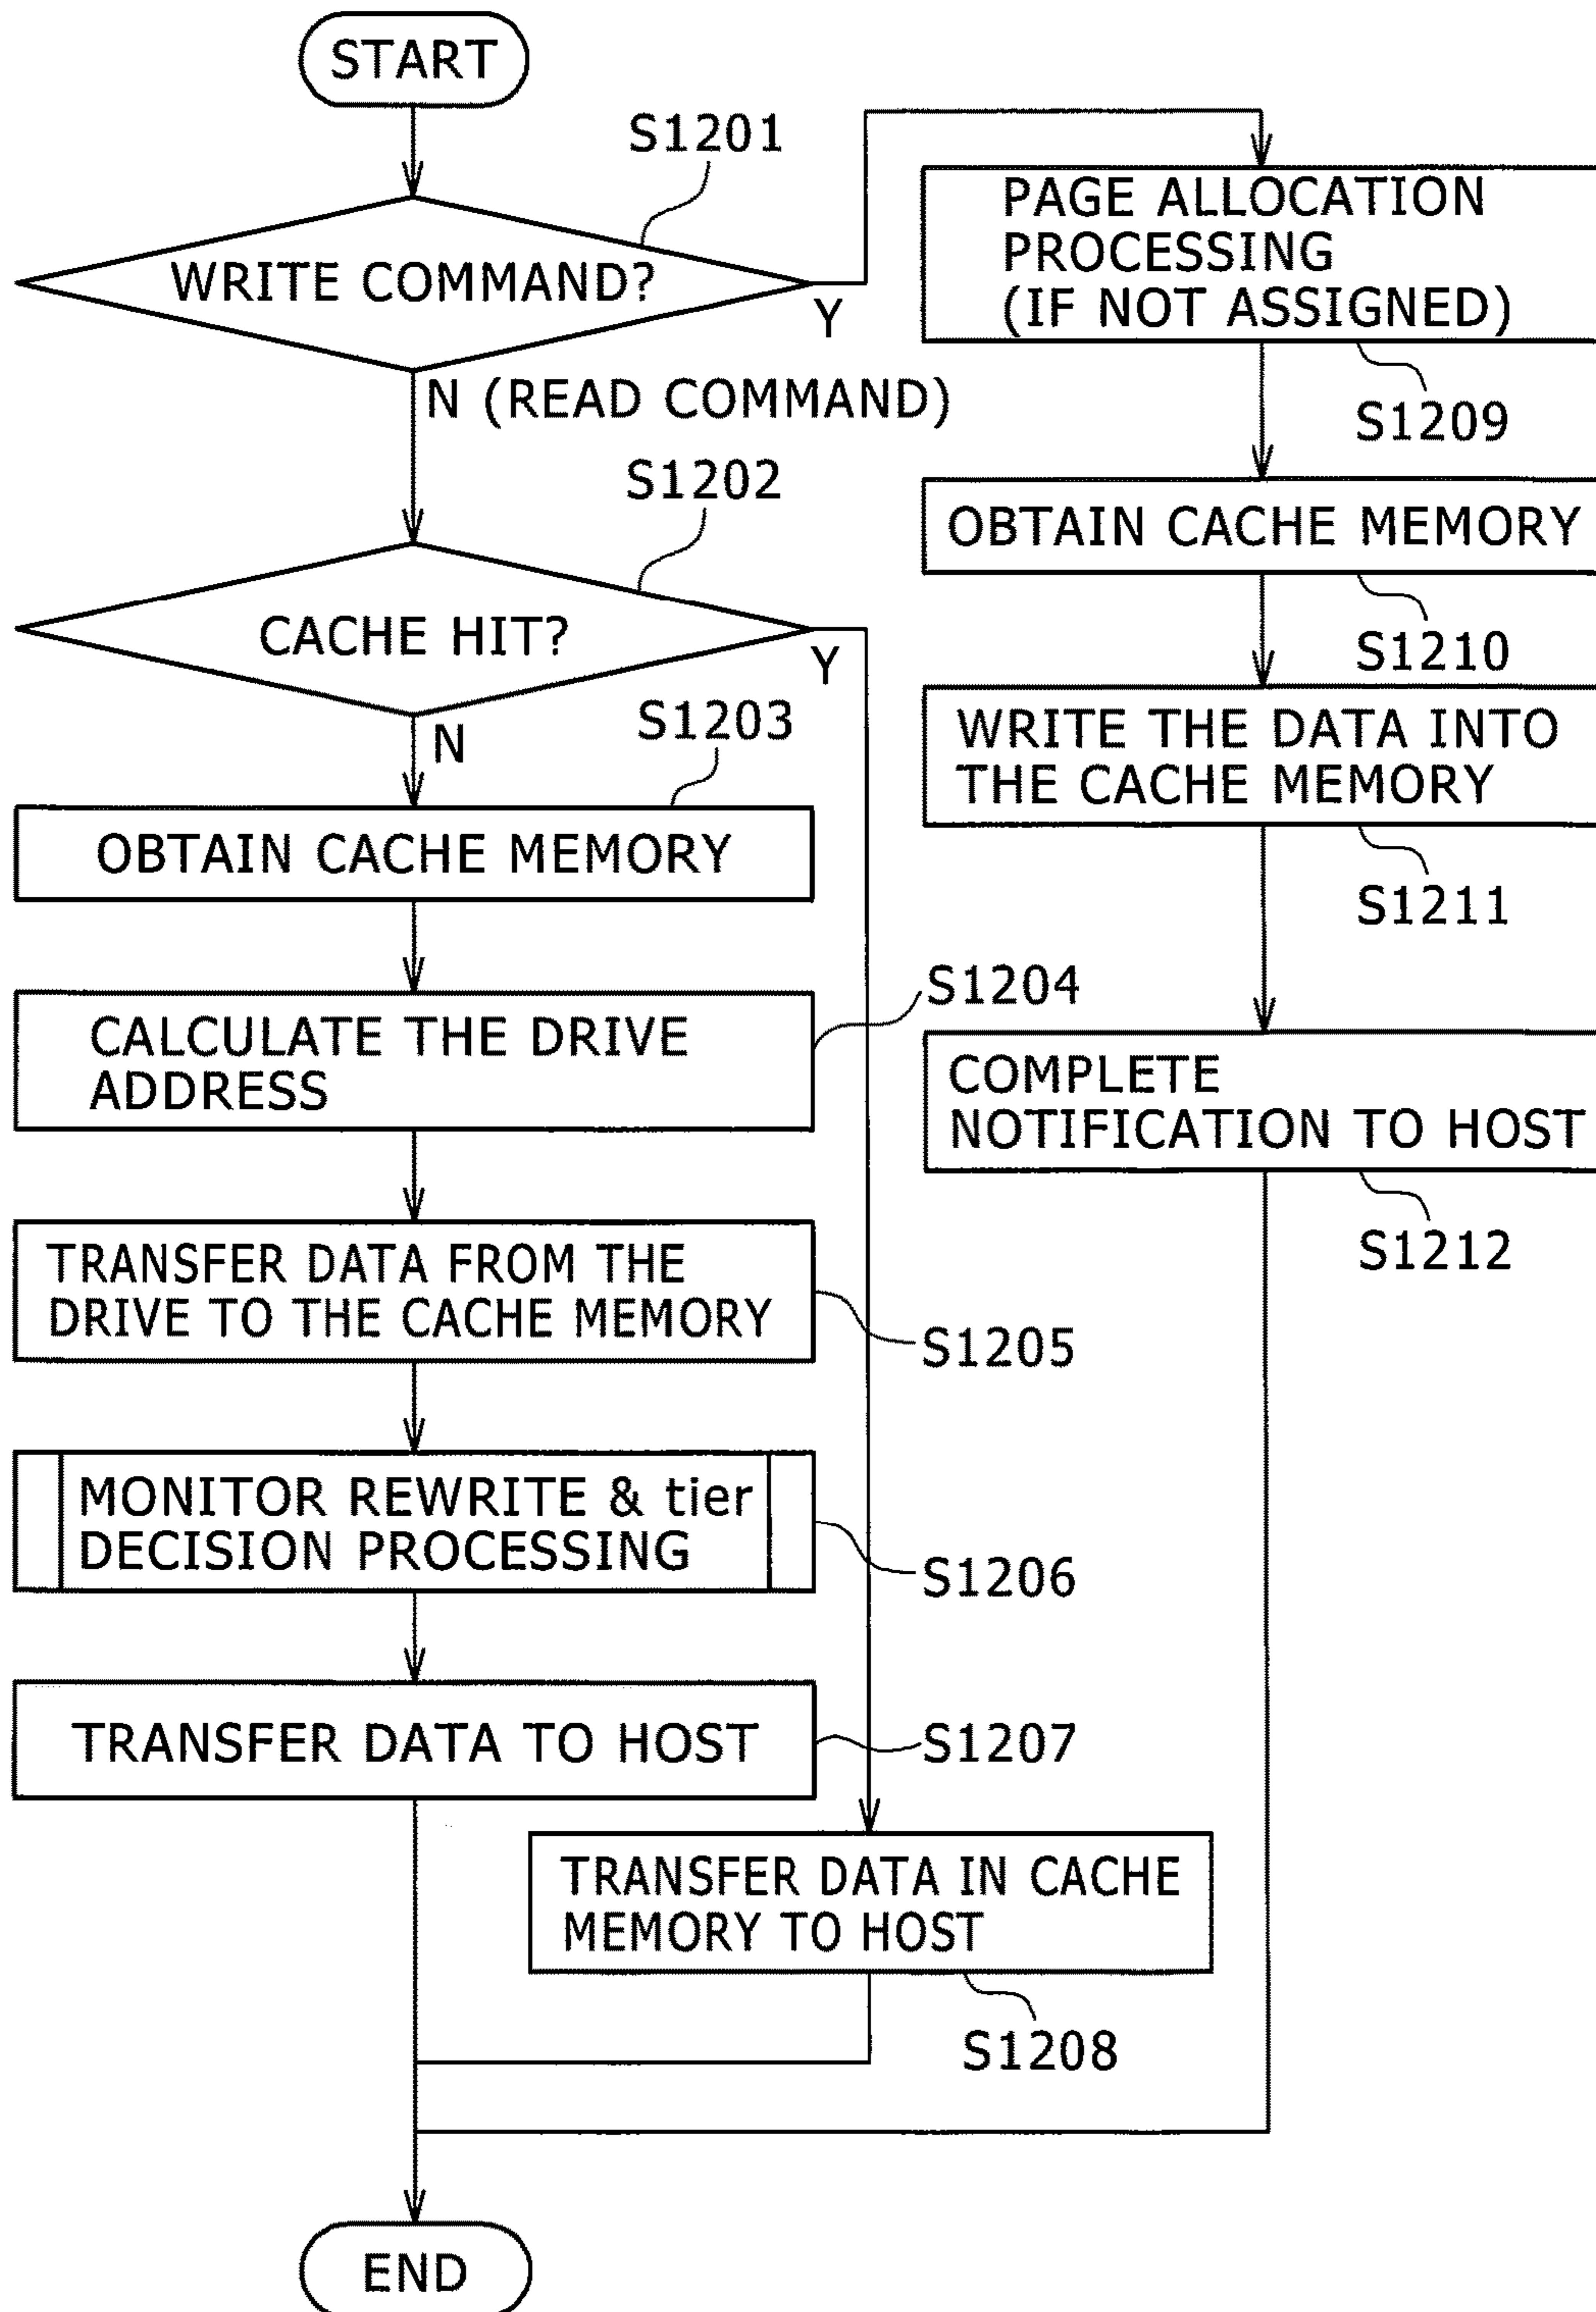 START
S1201
WRITE COMMAND?
Y
N (READ COMMAND)
S1202
CACHE HIT?
Y
N
S1203
OBTAIN CACHE MEMORY
CALCULATE THE DRIVE
ADDRESS
S1204
TRANSFER DATA FROM THE
DRIVE TO THE CACHE MEMORY
S1205
MONITOR REWRITE & tier
DECISION PROCESSING
S1206
TRANSFER DATA TO HOST
S1207
TRANSFER DATA IN CACHE
MEMORY TO HOST
S1208
PAGE ALLOCATION
PROCESSING
(IF NOT ASSIGNED)
S1209
OBTAIN CACHE MEMORY
S1210
WRITE THE DATA INTO
THE CACHE MEMORY
S1211
COMPLETE
NOTIFICATION TO HOST
S1212
END